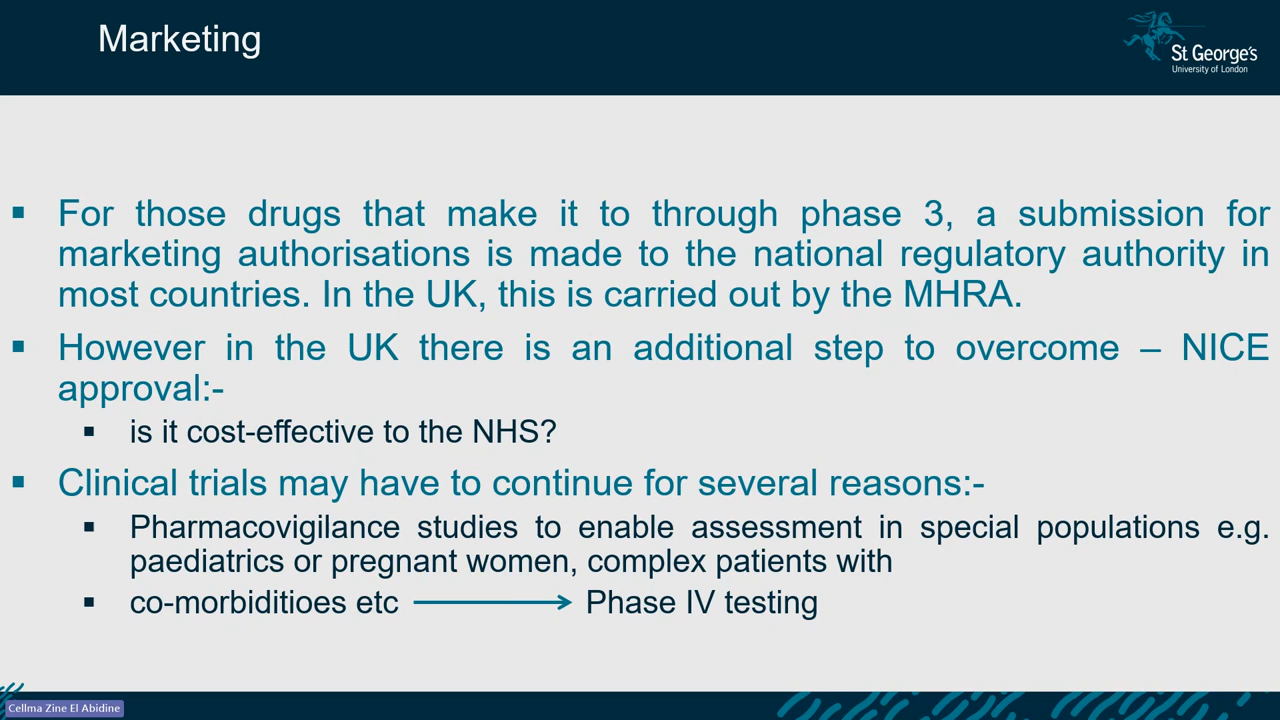 Marketing
St George's
University of London
▪ For those drugs that make it to through phase 3, a submission for
marketing authorisations is made to the national regulatory authority in
most countries. In the UK, this is carried out by the MHRA.
▪ However in the UK there is an additional step to overcome – NICE
approval:-
▪ is it cost-effective to the NHS?
▪ Clinical trials may have to continue for several reasons:-
▪ Pharmacovigilance studies to enable assessment in special populations e.g.
paediatrics or pregnant women, complex patients with
▪ co-morbiditioes etc → Phase IV testing
Cellma Zine El Abidine